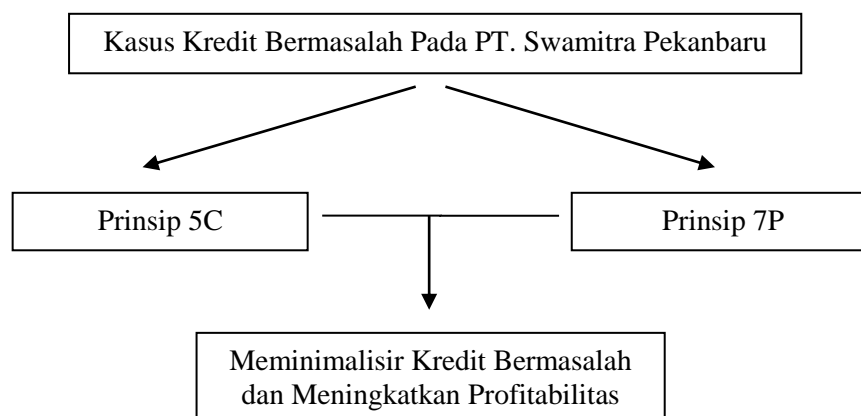 Kasus Kredit Bermasalah Pada PT. Swamitra Pekanbaru
Prinsip 5C
Prinsip 7P
Meminimalisir Kredit Bermasalah
dan Meningkatkan Profitabilitas